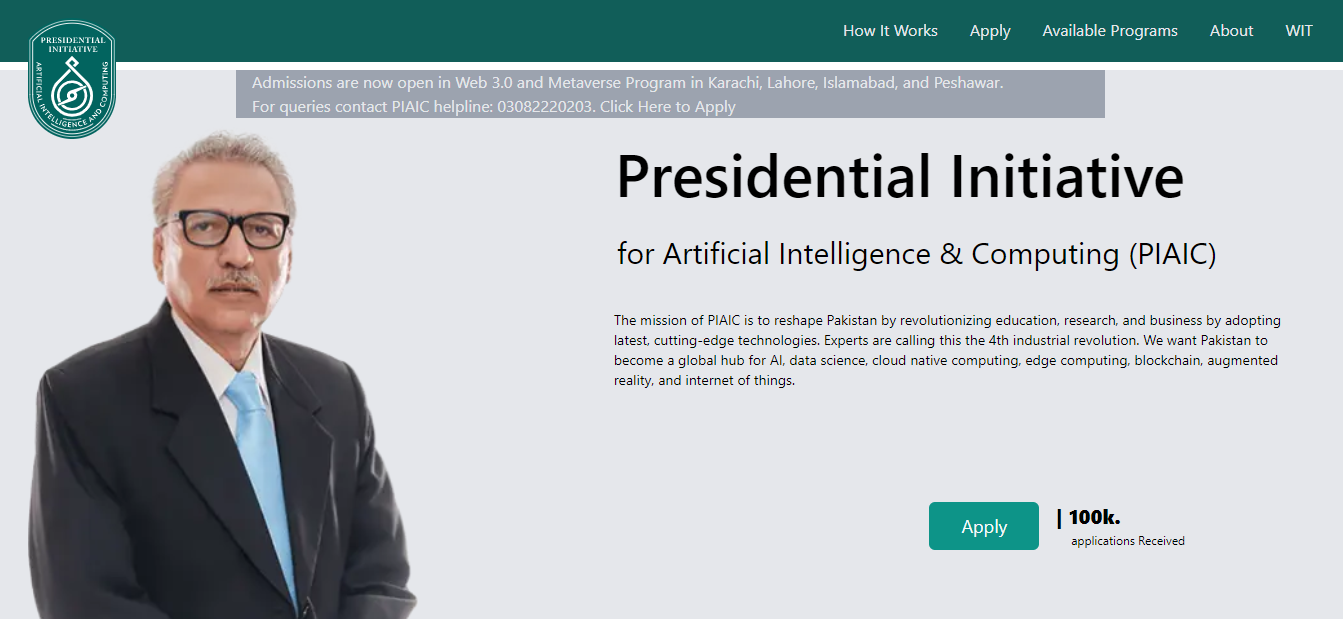 PRESIDENTIAL
INITIATIVE
ARTIFICIAL INTELLIGENCE AND COMPUTING
How It Works Apply Available Programs About WIT
Admissions are now open in Web 3.0 and Metaverse Program in Karachi, Lahore, Islamabad, and Peshawar.
For queries contact PIAIC helpline: 03082220203. Click Here to Apply
Presidential Initiative
for Artificial Intelligence & Computing (PIAIC)
The mission of PIAIC is to reshape Pakistan by revolutionizing education, research, and business by adopting
latest, cutting-edge technologies. Experts are calling this the 4th industrial revolution. We want Pakistan to
become a global hub for AI, data science, cloud native computing, edge computing, blockchain, augmented
reality, and internet of things.
Apply | 100k.
applications Received